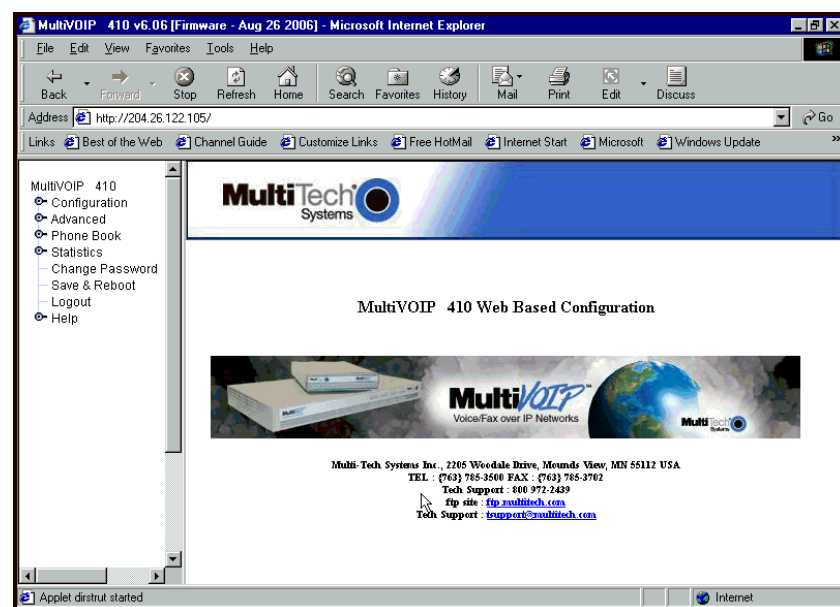 MultiVOIP 410 v6.06 [Firmware - Aug 26 2006] - Microsoft Internet Explorer
File Edit View Favorites Tools Help
Back Forward Stop Refresh Home Search Favorites History Mail Print Edit Discuss
Address http://204.26.122.105/ Go
Links Best of the Web Channel Guide Customize Links Free HotMail Internet Start Microsoft Windows Update »
MultiVOIP 410
Configuration
Advanced
Phone Book
Statistics
Change Password
Save & Reboot
Logout
Help
MultiTech
Systems
MultiVOIP 410 Web Based Configuration
MultiVOIP™
Voice/Fax over IP Networks
MultiTech
Systems
Multi-Tech Systems Inc., 2205 Woodale Drive, Mounds View, MN 55112 USA
TEL : (763) 785-3500 FAX : (763) 785-3702
Tech Support : 800 972-2439
ftp site : ftp.multitech.com
Tech Support : tsupport@multitech.com
Applet dirstrut started
Internet